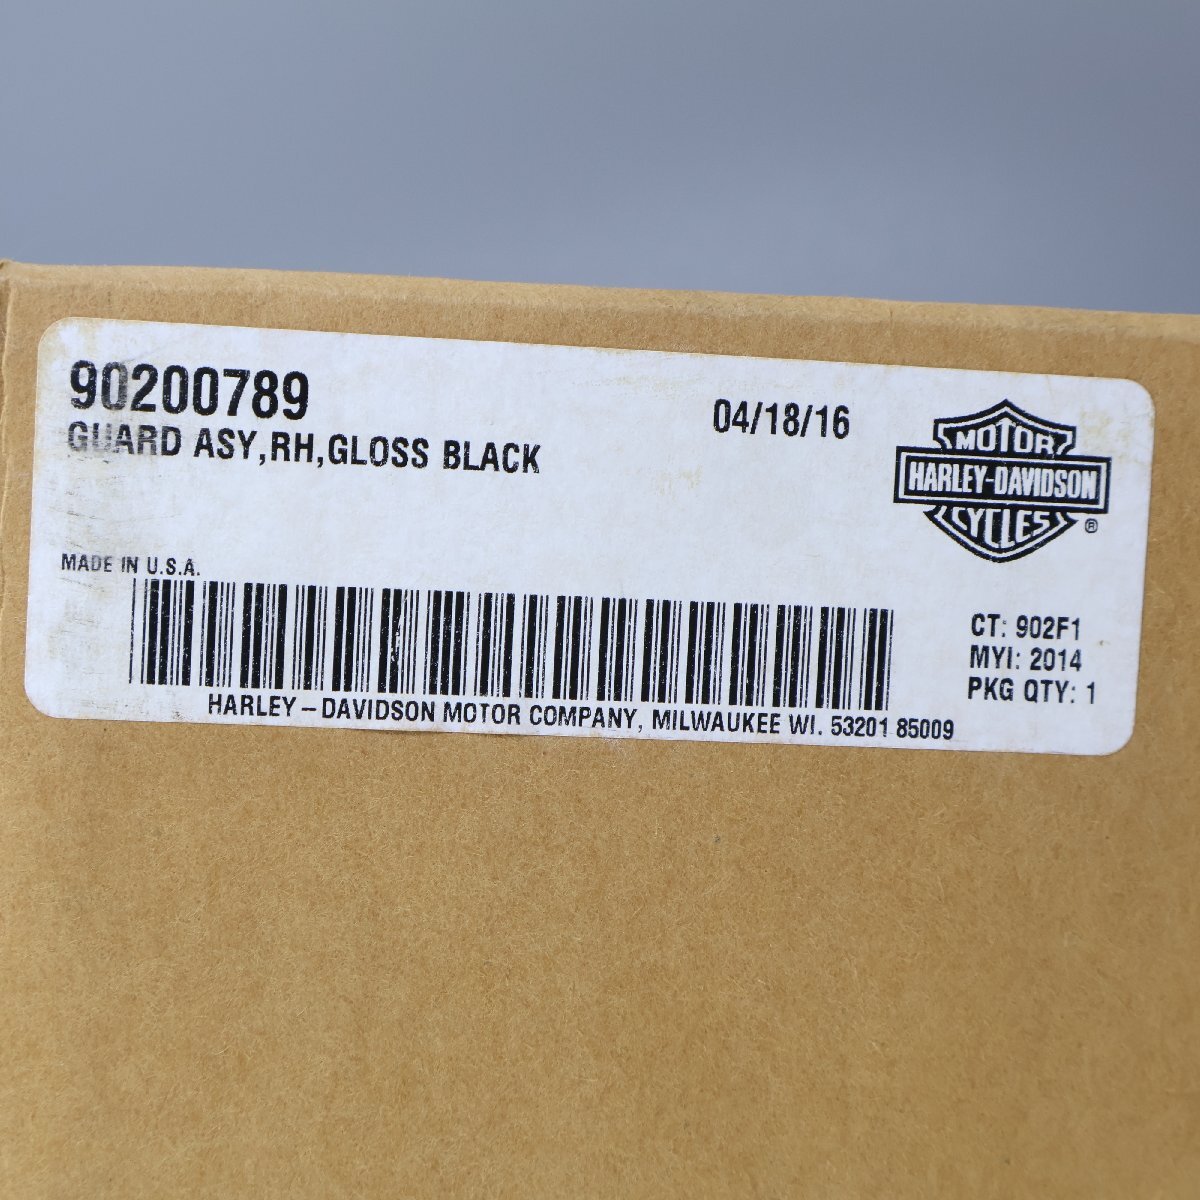 90200789
GUARD ASY,RH,GLOSS BLACK
04/18/16
MOTOR
HARLEY-DAVIDSON
CYCLES
®
MADE IN U.S.A.
CT: 902F1
MYI: 2014
PKG QTY: 1
HARLEY – DAVIDSON MOTOR COMPANY, MILWAUKEE WI. 53201 85009